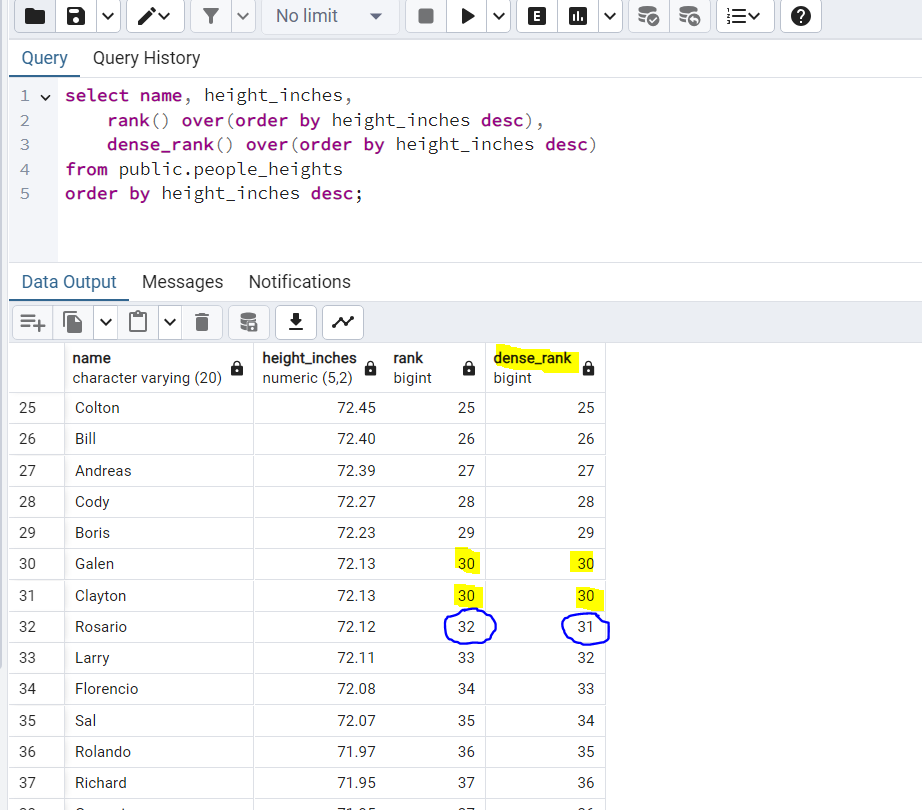 No limit
E
Query Query History
1 select name, height_inches,
2 rank() over(order by height_inches desc),
3 dense_rank() over(order by height_inches desc)
4 from public.people_heights
5 order by height_inches desc;
Data Output Messages Notifications
name height_inches rank dense_rank
character varying (20) numeric (5,2) bigint bigint
25 Colton 72.45 25 25
26 Bill 72.40 26 26
27 Andreas 72.39 27 27
28 Cody 72.27 28 28
29 Boris 72.23 29 29
30 Galen 72.13 30 30
31 Clayton 72.13 30 30
32 Rosario 72.12 32 31
33 Larry 72.11 33 32
34 Florencio 72.08 34 33
35 Sal 72.07 35 34
36 Rolando 71.97 36 35
37 Richard 71.95 37 36